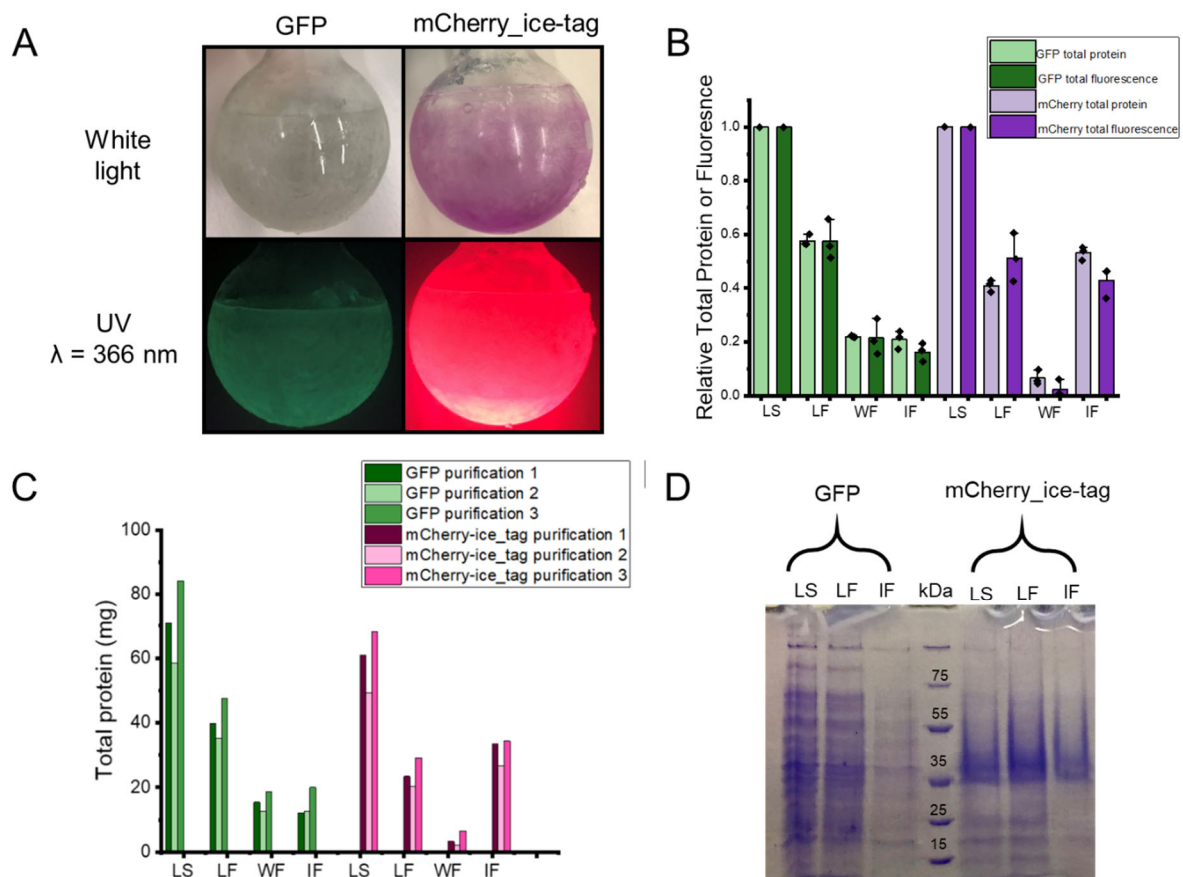 A
GFP
mCherry_ice-tag
White
light
UV
λ = 366 nm
B
GFP total protein
GFP total fluorescence
mCherry total protein
mCherry total fluorescence
Relative Total Protein or Fluoresnce
1.0
0.8
0.6
0.4
0.2
0.0
LS LF WF IF LS LF WF IF
C
GFP purification 1
GFP purification 2
GFP purification 3
mCherry-ice_tag purification 1
mCherry-ice_tag purification 2
mCherry-ice_tag purification 3
Total protein (mg)
100
80
60
40
20
0
LS LF WF IF LS LF WF IF
D
GFP
mCherry_ice-tag
LS LF IF kDa LS LF IF
75
55
35
25
15